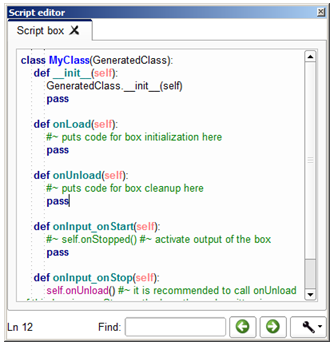 Script editor
Script box
class MyClass(GeneratedClass):
def __init__(self):
GeneratedClass.__init__(self)
pass
def onLoad(self):
#~ puts code for box initialization here
pass
def onUnload(self):
#~ puts code for box cleanup here
pass
def onInput_onStart(self):
#~ self.onStopped() #~ activate output of the box
pass
def onInput_onStop(self):
self.onUnload() #~ it is recommended to call onUnload
Ln 12
Find: